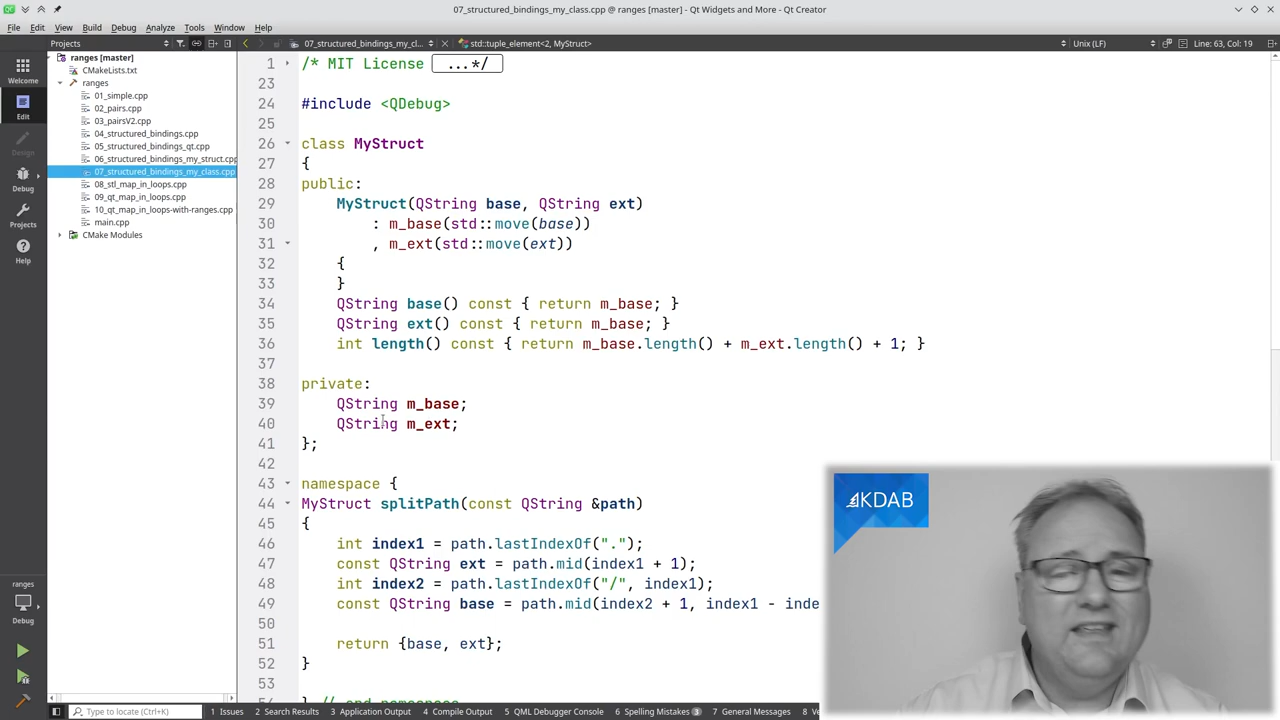 07_structured_bindings_my_class.cpp @ ranges [master] - Qt Widgets and More - Qt Creator
File Edit View Build Debug Analyze Tools Window Help
Projects
07_structured_bindings_my_cl...
std::tuple_element<2, MyStruct>
Unix (LF)
Line: 63, Col: 19
Welcome
Edit
Design
Debug
Projects
Help
ranges
Debug
ranges [master]
CMakeLists.txt
ranges
01_simple.cpp
02_pairs.cpp
03_pairsV2.cpp
04_structured_bindings.cpp
05_structured_bindings_qt.cpp
06_structured_bindings_my_struct.cpp
07_structured_bindings_my_class.cpp
08_stl_map_in_loops.cpp
09_qt_map_in_loops.cpp
10_qt_map_in_loops-with-ranges.cpp
main.cpp
CMake Modules
1 /* MIT License ...*/
23
24 #include <QDebug>
25
26 class MyStruct
27 {
28 public:
29 MyStruct(QString base, QString ext)
30 : m_base(std::move(base))
31 , m_ext(std::move(ext))
32 {
33 }
34 QString base() const { return m_base; }
35 QString ext() const { return m_base; }
36 int length() const { return m_base.length() + m_ext.length() + 1; }
37
38 private:
39 QString m_base;
40 QString m_ext;
41 };
42
43 namespace {
44 MyStruct splitPath(const QString &path)
45 {
46 int index1 = path.lastIndexOf(".");
47 const QString ext = path.mid(index1 + 1);
48 int index2 = path.lastIndexOf("/", index1);
49 const QString base = path.mid(index2 + 1, index1 - inde
50
51 return {base, ext};
52 }
53
KDAB
Type to locate (Ctrl+K)
1 Issues 2 Search Results 3 Application Output 4 Compile Output 5 QML Debugger Console 6 Spelling Mistakes 3 7 General Messages 8 Ve